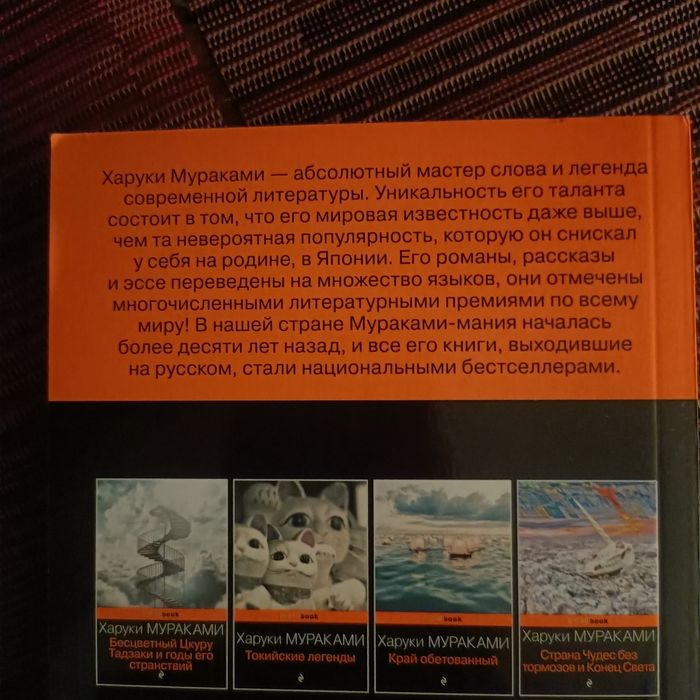 Харуки Мураками — абсолютный мастер слова и легенда
современной литературы. Уникальность его таланта
состоит в том, что его мировая известность даже выше,
чем та невероятная популярность, которую он снискал
у себя на родине, в Японии. Его романы, рассказы
и эссе переведены на множество языков, они отмечены
многочисленными литературными премиями по всему
миру! В нашей стране Мураками-мания началась
более десяти лет назад, и все его книги, выходившие
на русском, стали национальными бестселлерами.
book
Харуки МУРАКАМИ
Бесцветный Цкуру
Тадзаки и годы его
странствий
book
Харуки МУРАКАМИ
Токийские легенды
book
Харуки МУРАКАМИ
Край обетованный
book
Харуки МУРАКАМИ
Страна Чудес без
тормозов и Конец Света